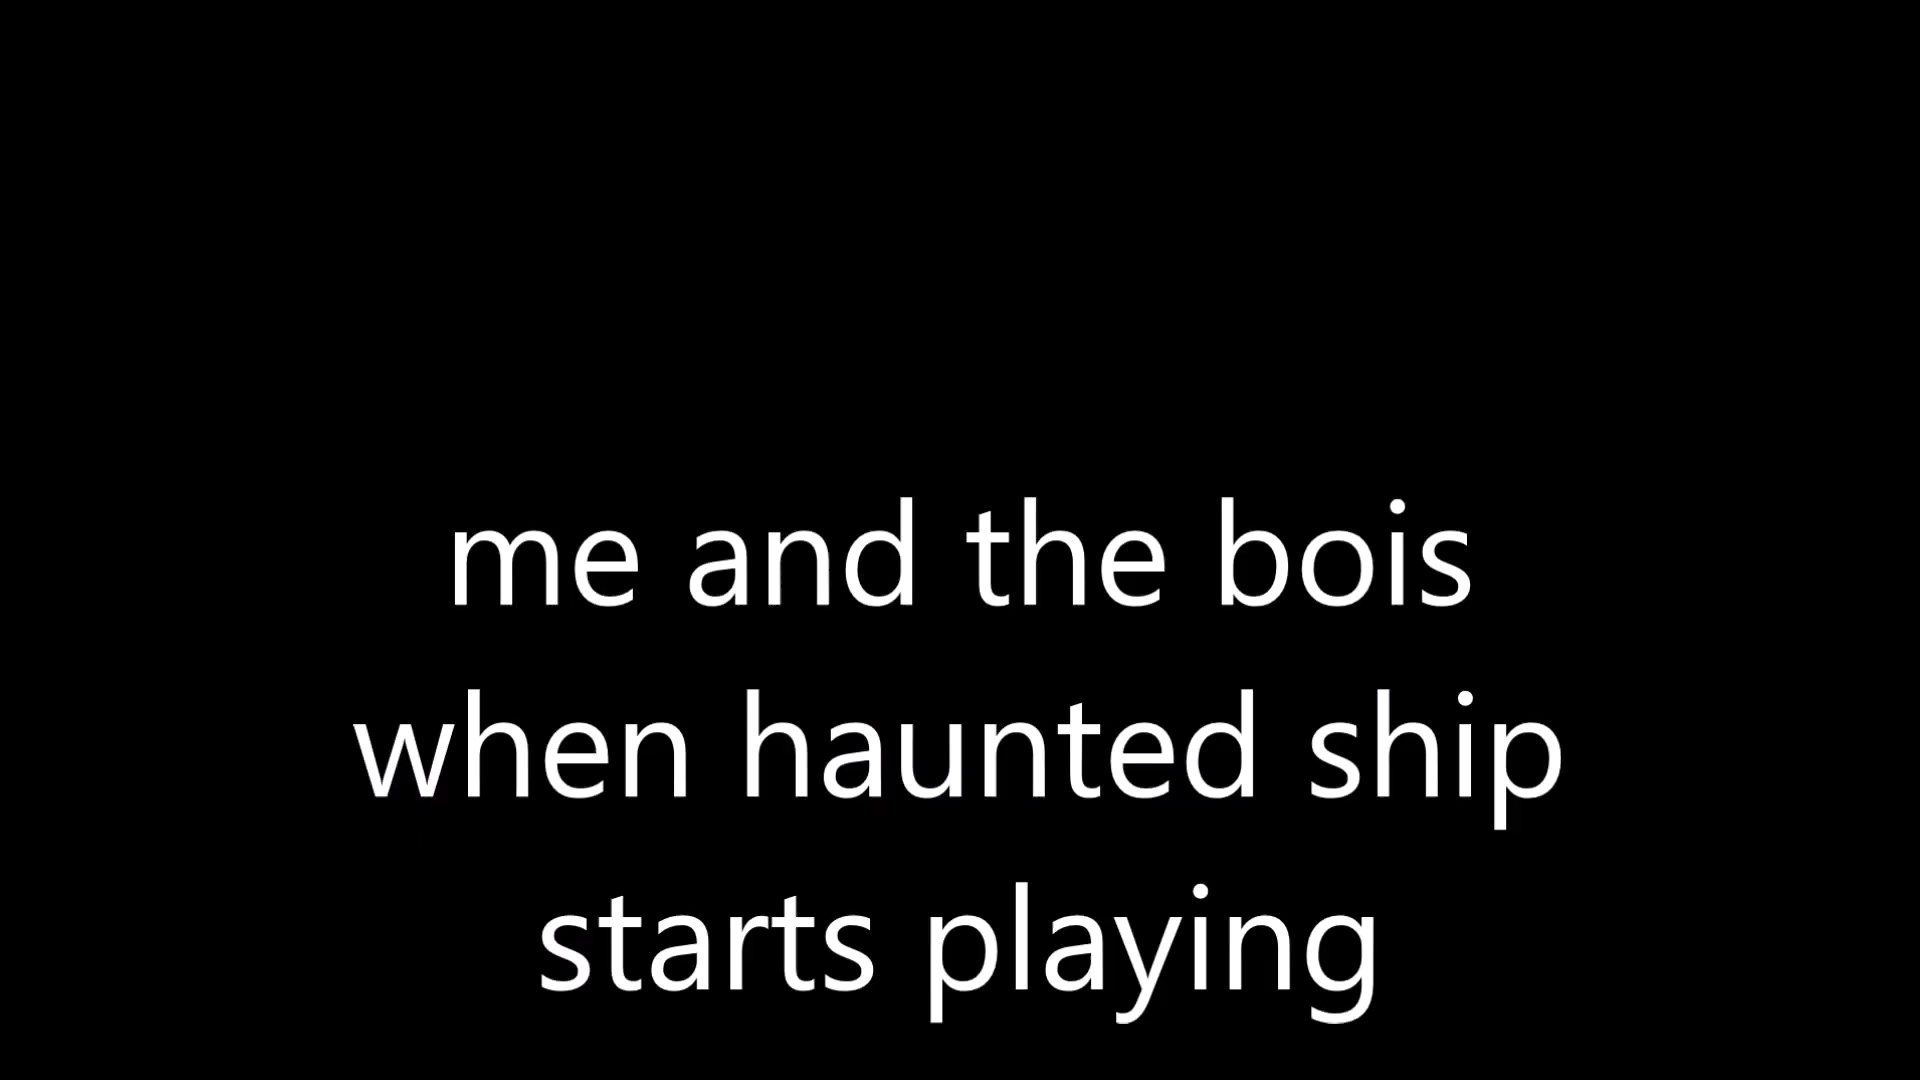 me and the bois
when haunted ship
starts playing